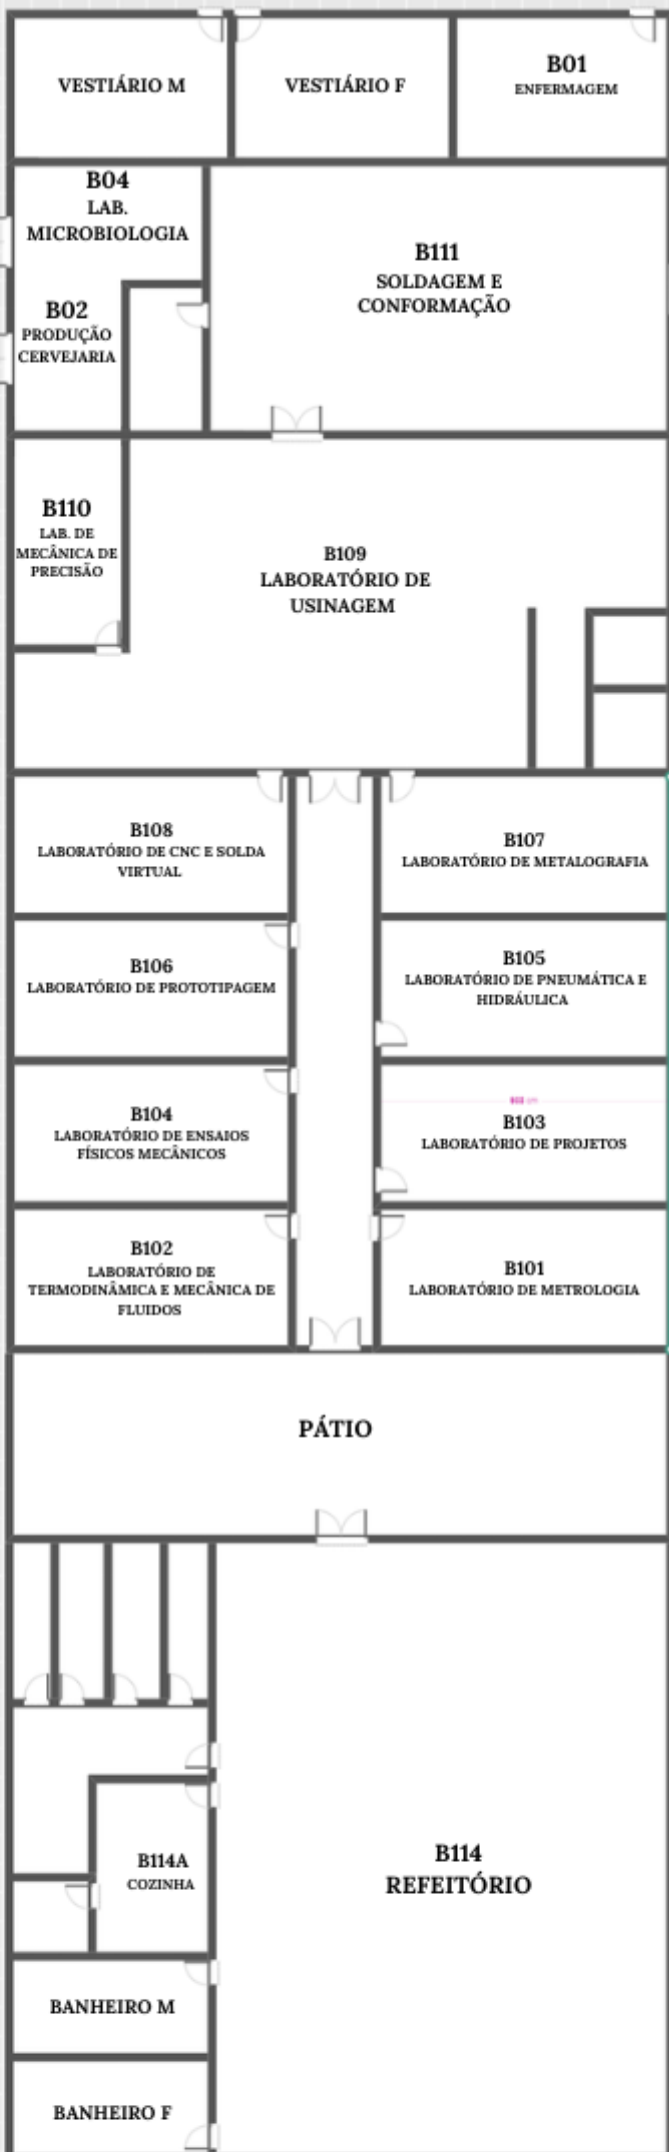 VESTIÁRIO M
VESTIÁRIO F
B01
ENFERMAGEM
B04
LAB.
MICROBIOLOGIA
B111
SOLDAGEM E
CONFORMAÇÃO
B02
PRODUÇÃO
CERVEJARIA
B110
LAB. DE
MECÂNICA DE
PRECISÃO
B109
LABORATÓRIO DE
USINAGEM
B108
LABORATÓRIO DE CNC E SOLDA
VIRTUAL
B107
LABORATÓRIO DE METALOGRAFIA
B106
LABORATÓRIO DE PROTOTIPAGEM
B105
LABORATÓRIO DE PNEUMÁTICA E
HIDRÁULICA
B104
LABORATÓRIO DE ENSAIOS
FÍSICOS MECÂNICOS
B103
LABORATÓRIO DE PROJETOS
B102
LABORATÓRIO DE
TERMODINÂMICA E MECÂNICA DE
FLUIDOS
B101
LABORATÓRIO DE METROLOGIA
PÁTIO
B114A
COZINHA
B114
REFEITÓRIO
BANHEIRO M
BANHEIRO F